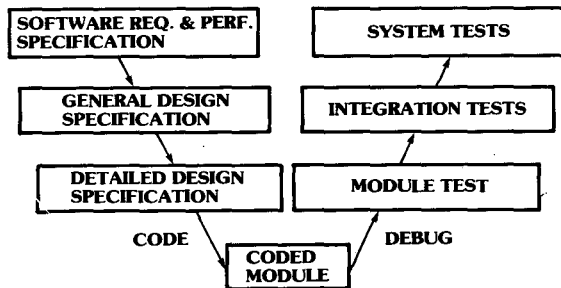 SOFTWARE REQ. & PERF.
SPECIFICATION
SYSTEM TESTS
GENERAL DESIGN
SPECIFICATION
INTEGRATION TESTS
DETAILED DESIGN
SPECIFICATION
MODULE TEST
CODE
DEBUG
CODED
MODULE